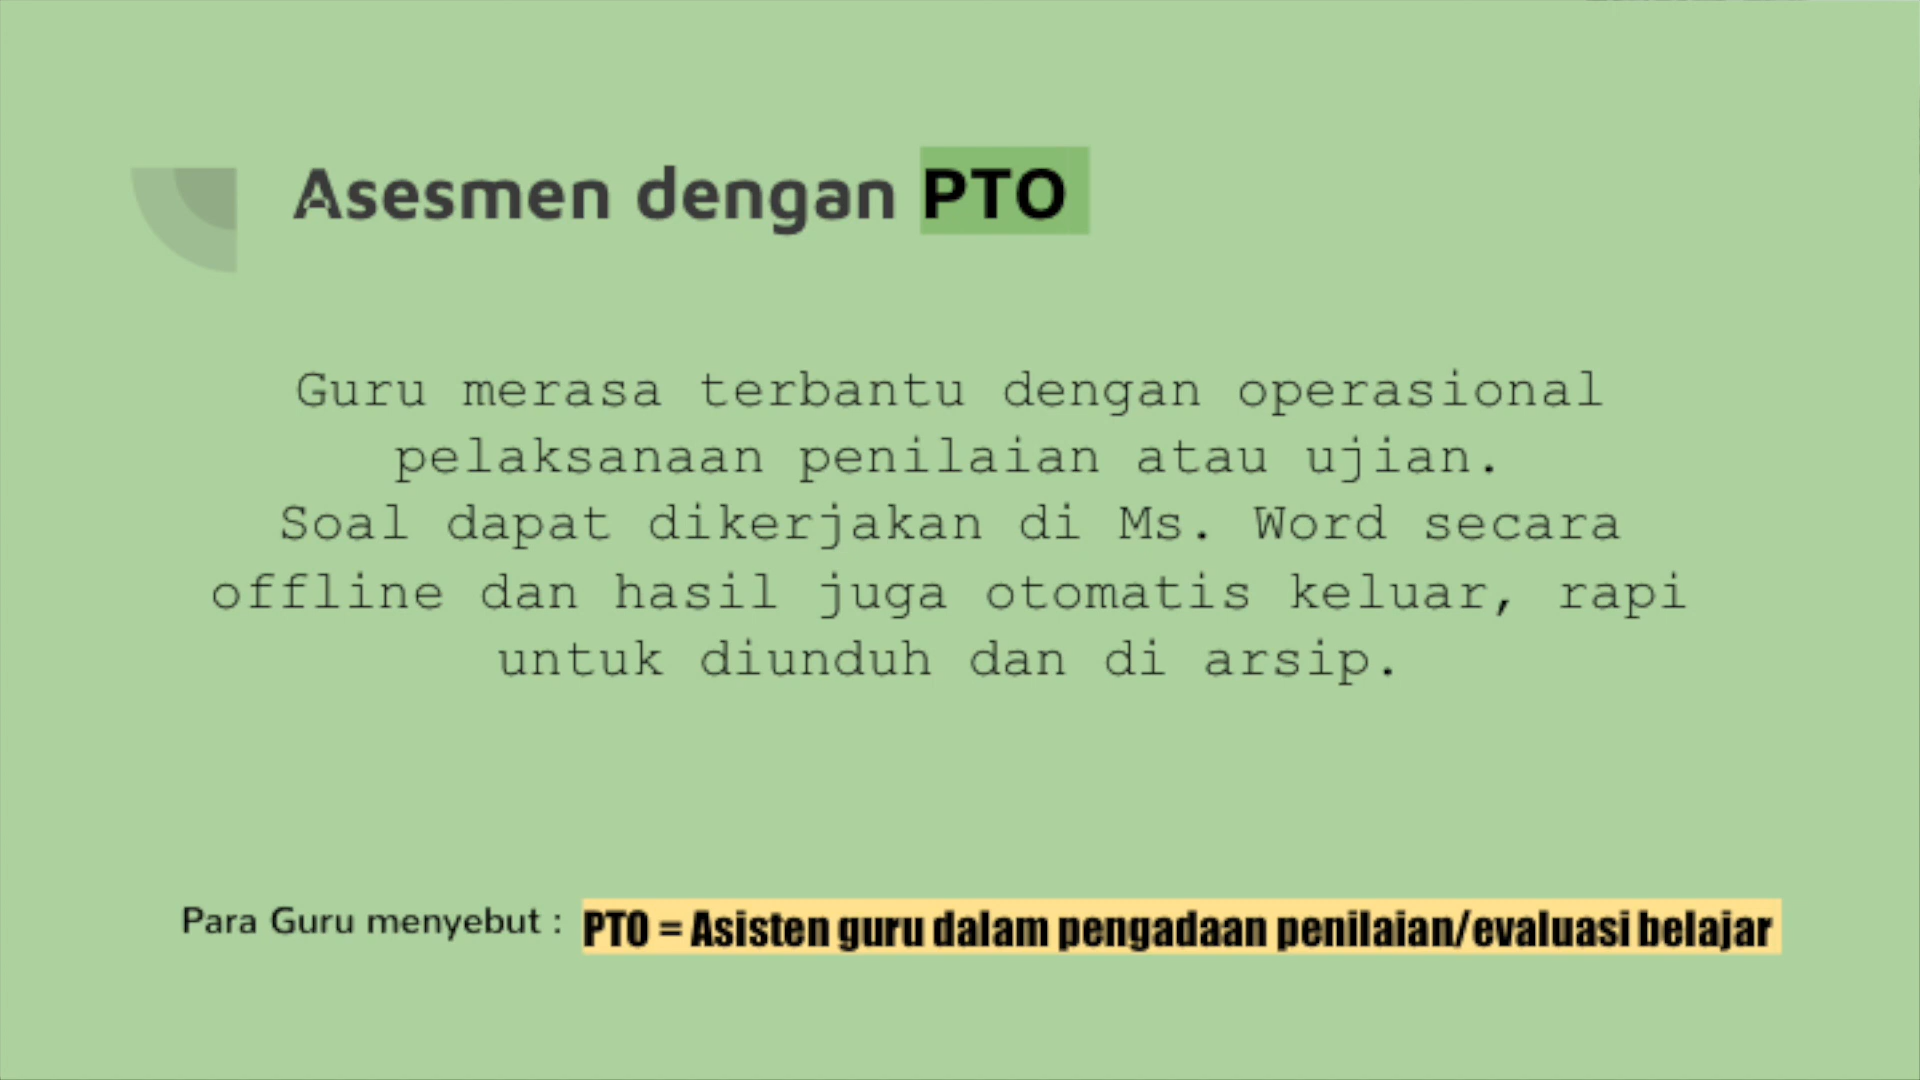 Asesmen dengan PTO
Guru merasa terbantu dengan operasional
pelaksanaan penilaian atau ujian.
Soal dapat dikerjakan di Ms. Word secara
offline dan hasil juga otomatis keluar, rapi
untuk diunduh dan di arsip.
Para Guru menyebut : PTO = Asisten guru dalam pengadaan penilaian/evaluasi belajar